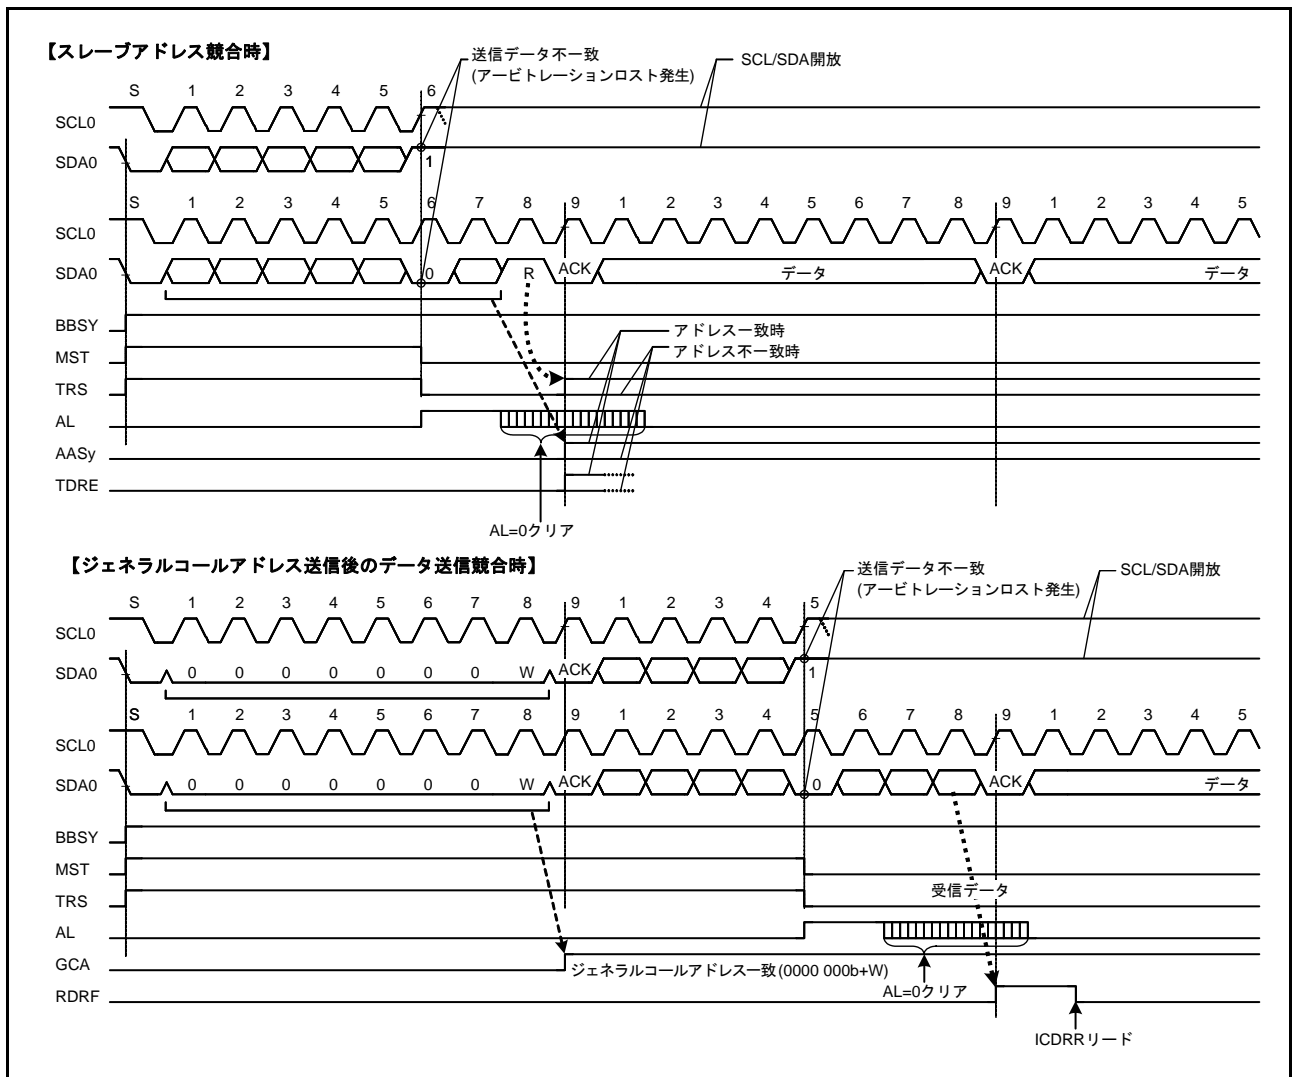 【スレーブアドレス競合時】
送信データ不一致
(アービトレーションロスト発生)
SCL/SDA開放
S 1 2 3 4 5 6
SCL0
SDA0 1
S 1 2 3 4 5 6 7 8 9 1 2 3 4 5 6 7 8 9 1 2 3 4 5
SCL0
SDA0 0 R ACK データ ACK データ
BBSY
アドレス一致時
MST
アドレス不一致時
TRS
AL
AASy
TDRE
AL=0クリア
【ジェネラルコールアドレス送信後のデータ送信競合時】
送信データ不一致
(アービトレーションロスト発生)
SCL/SDA開放
S 1 2 3 4 5 6 7 8 9 1 2 3 4 5
SCL0
SDA0 0 0 0 0 0 0 0 W ACK 1
S 1 2 3 4 5 6 7 8 9 1 2 3 4 5 6 7 8 9 1 2 3 4 5
SCL0
SDA0 0 0 0 0 0 0 0 W ACK 0 ACK データ
BBSY
MST
TRS 受信データ
AL
GCA ジェネラルコールアドレス一致(0000 000b+W)
AL=0クリア
RDRF
ICDRRリード